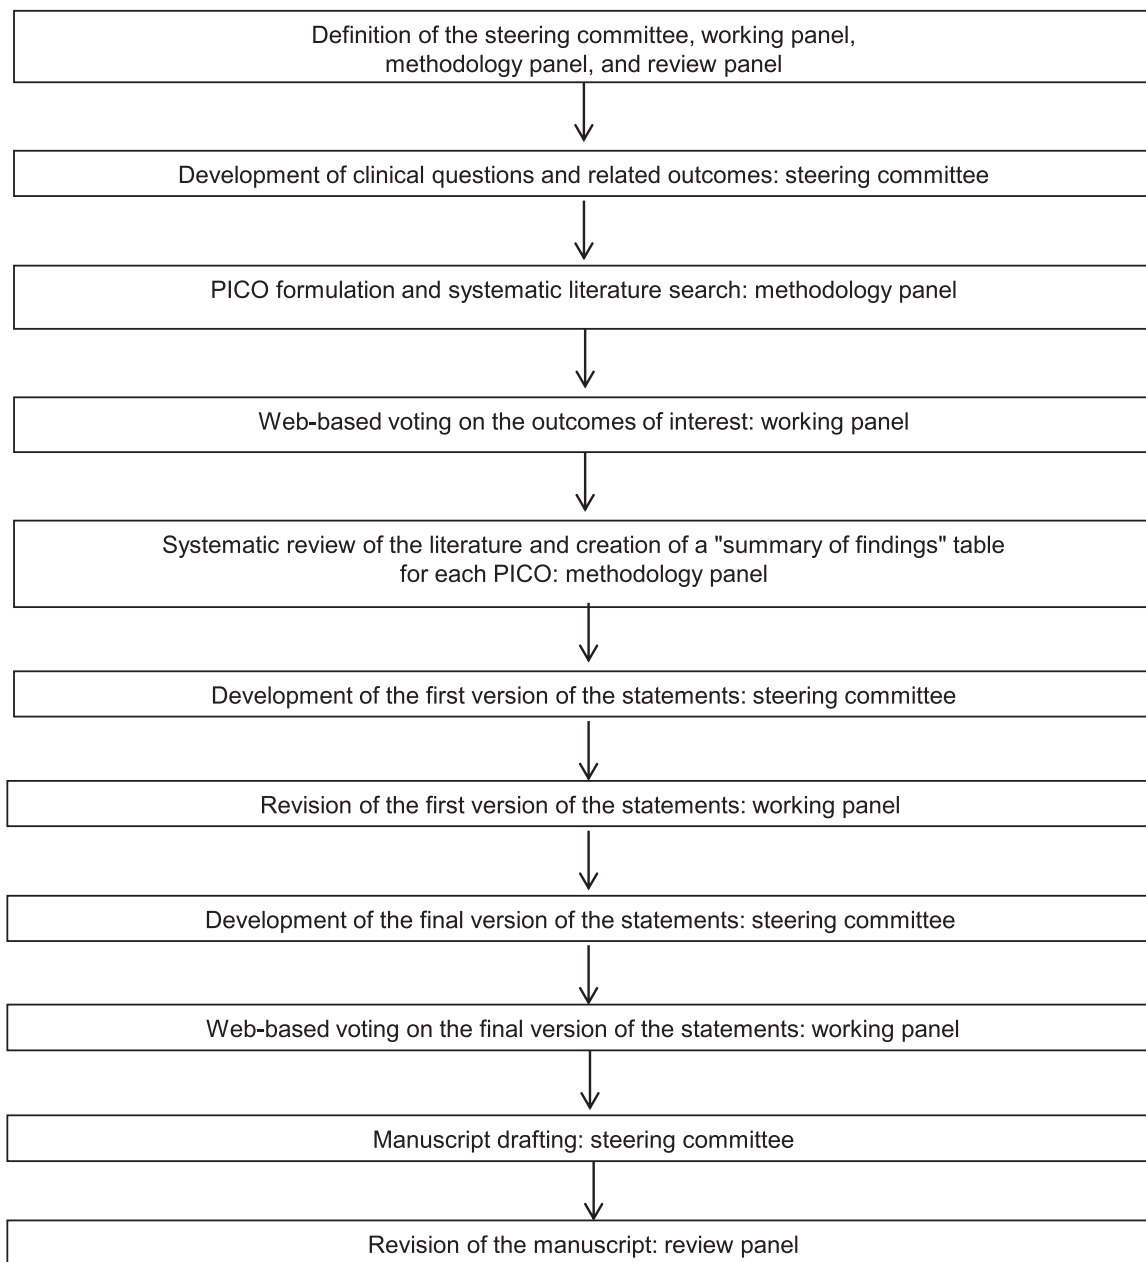 Definition of the steering committee, working panel,
methodology panel, and review panel
Development of clinical questions and related outcomes: steering committee
PICO formulation and systematic literature search: methodology panel
Web-based voting on the outcomes of interest: working panel
Systematic review of the literature and creation of a "summary of findings" table
for each PICO: methodology panel
Development of the first version of the statements: steering committee
Revision of the first version of the statements: working panel
Development of the final version of the statements: steering committee
Web-based voting on the final version of the statements: working panel
Manuscript drafting: steering committee
Revision of the manuscript: review panel